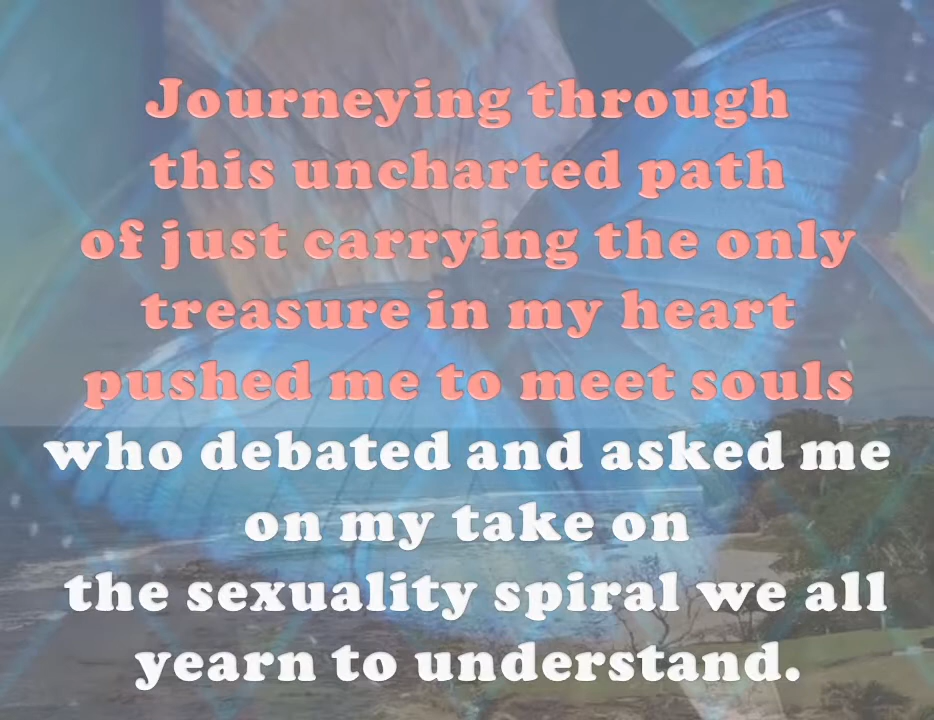 Journeying through
this uncharted path
of just carrying the only
treasure in my heart
pushed me to meet souls
who debated and asked me
on my take on
the sexuality spiral we all
yearn to understand.